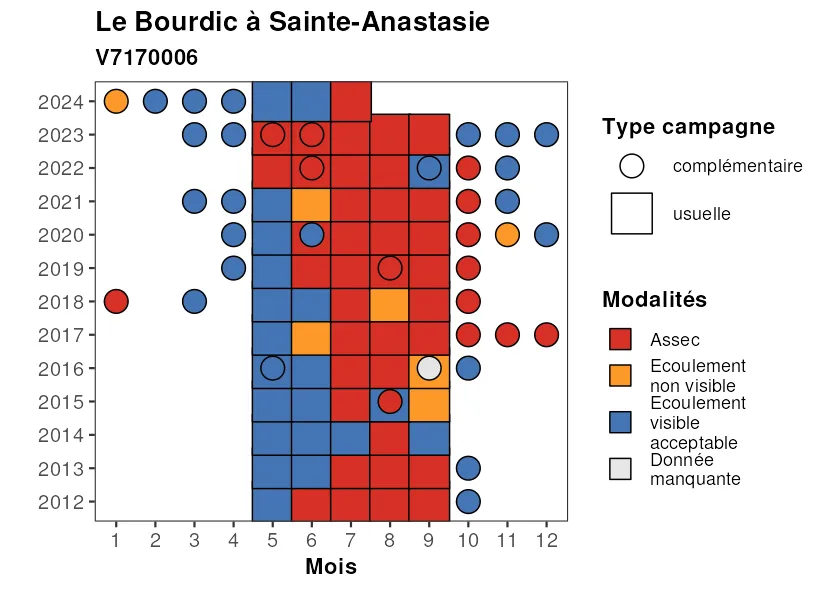 Le Bourdic à Sainte-Anastasie
V7170006
2024
2023
2022
2021
2020
2019
2018
2017
2016
2015
2014
2013
2012
1 2 3 4 5 6 7 8 9 10 11 12
Mois
Type campagne
complémentaire
usuelle
Modalités
Assec
Ecoulement
non visible
Ecoulement
visible
acceptable
Donnée
manquante